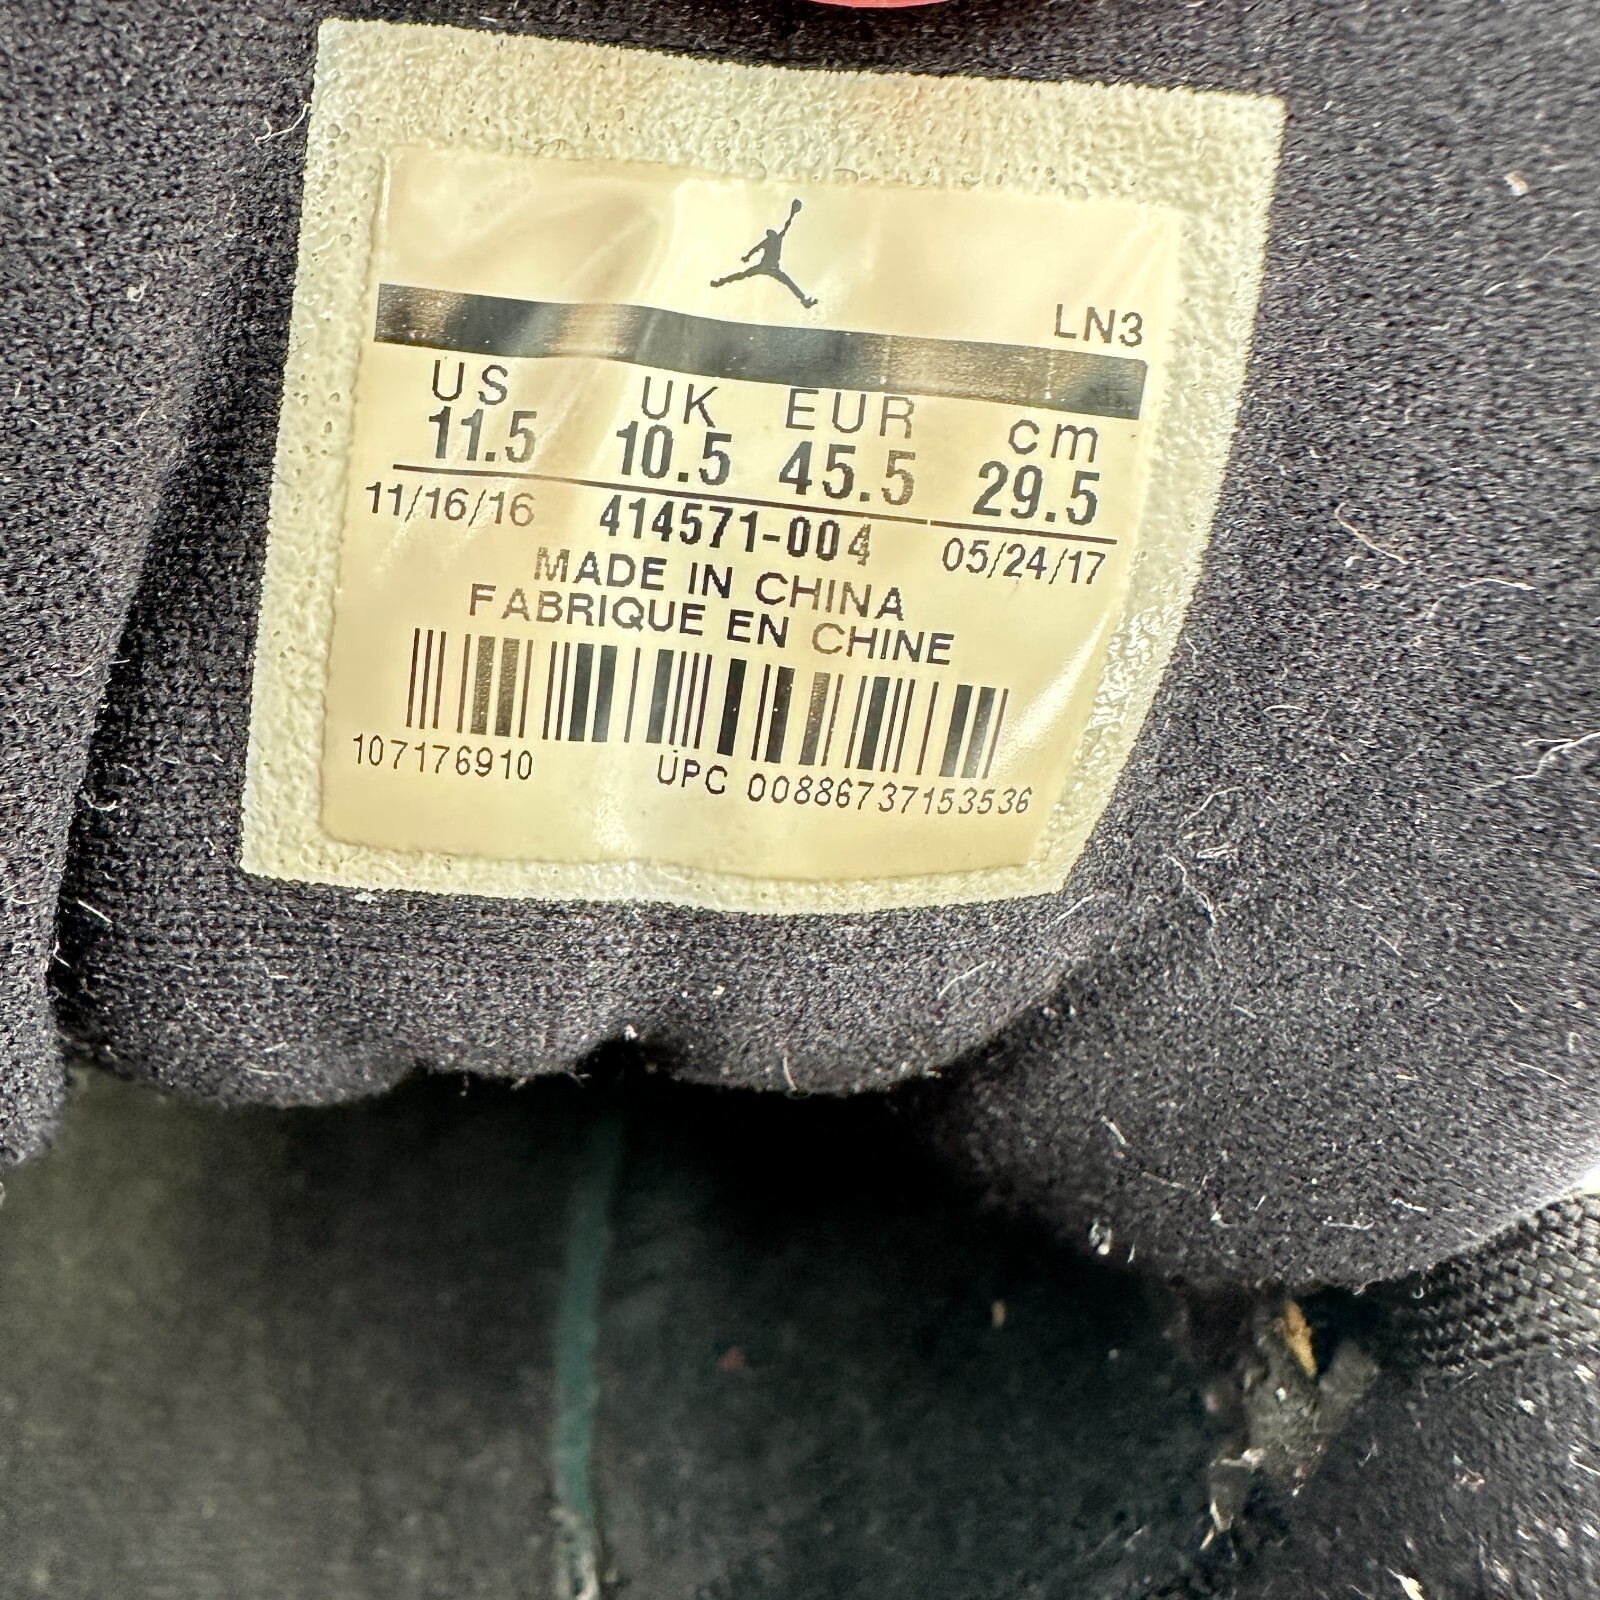 LN3
US UK EUR cm
11.5 10.5 45.5 29.5
11/16/16 414571-004 05/24/17
MADE IN CHINA
FABRIQUE EN CHINE
107176910 UPC 00886737153536